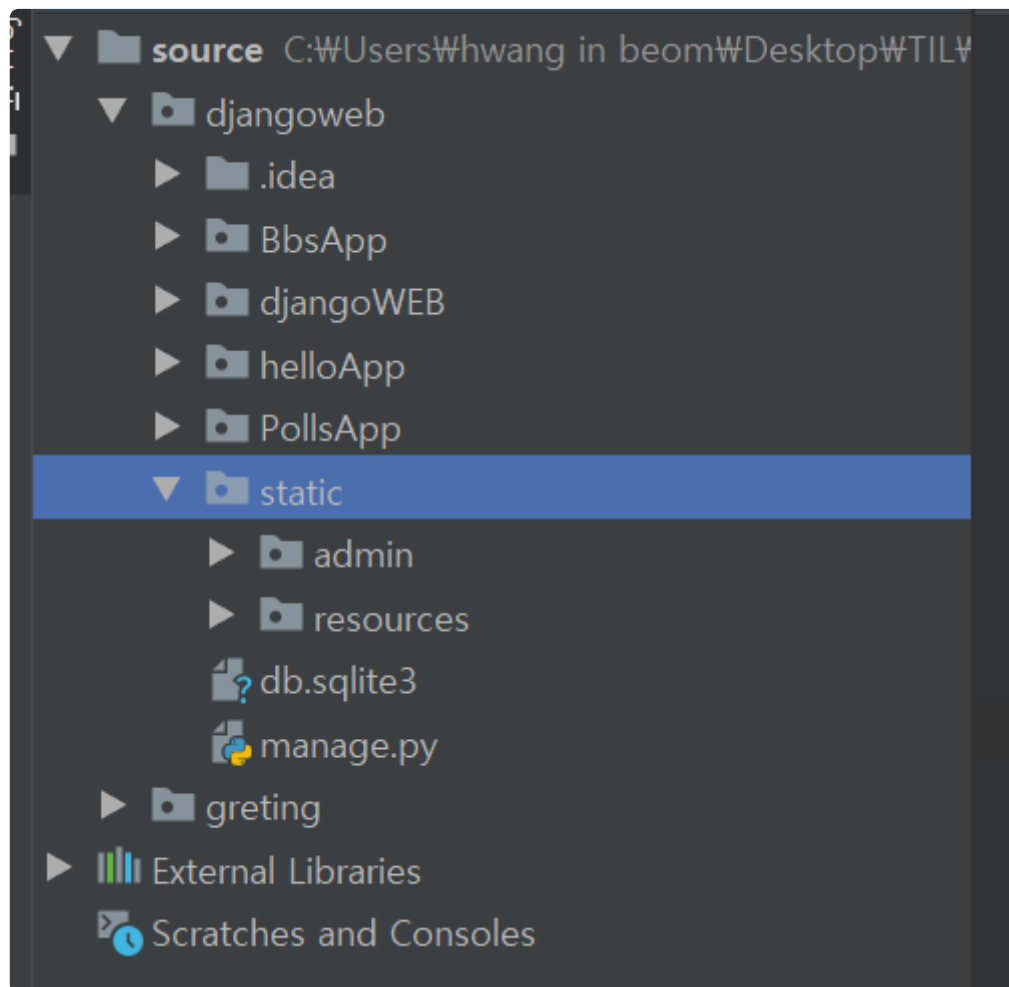 source C:₩Users₩hwang in beom₩Desktop₩TIL₩
djangoweb
.idea
BbsApp
djangoWEB
helloApp
PollsApp
static
admin
resources
db.sqlite3
manage.py
greting
External Libraries
Scratches and Consoles